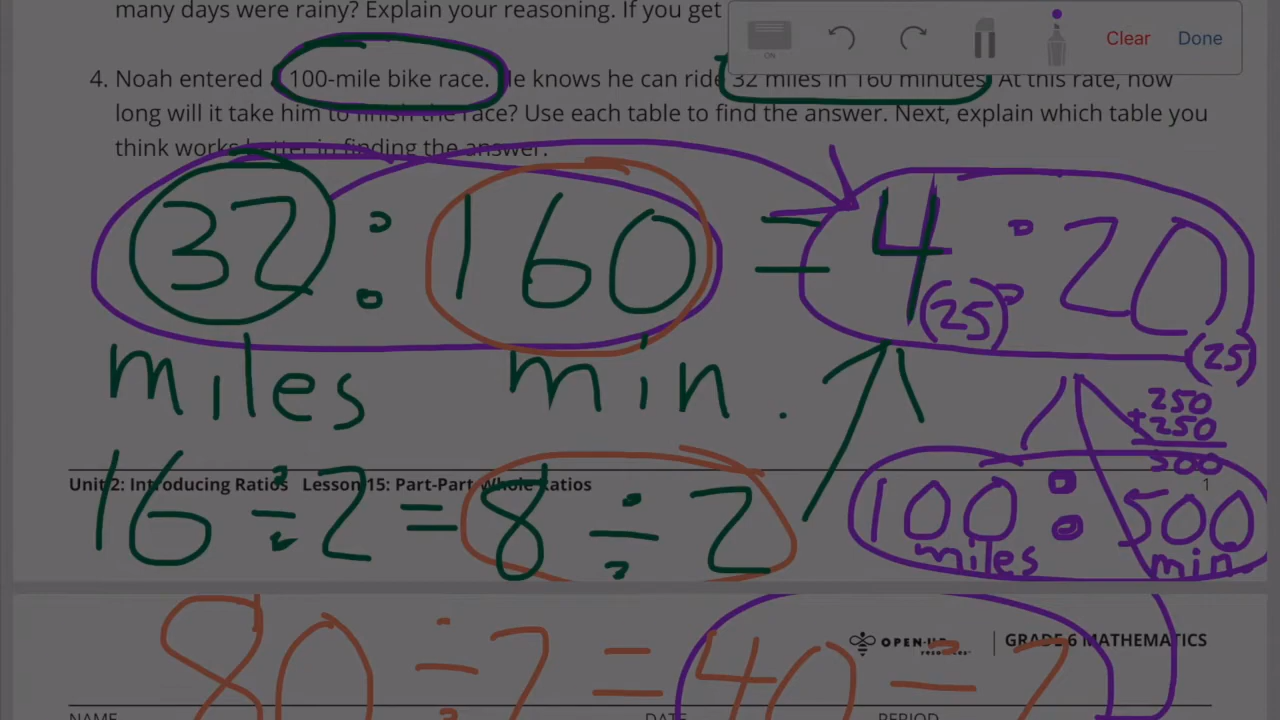 many days were rainy? Explain your reasoning. If you get
ON
Clear Done
4. Noah entered 100-mile bike race. He knows he can ride 32 miles in 160 minutes. At this rate, how
long will it take him to finish the race? Use each table to find the answer. Next, explain which table you
think works better in finding the answer.
32 : 160 = 4 : 20
(25) : (25)
miles min.
250
+250
500
Unit 2: Introducing Ratios Lesson 15: Part-Part-Whole Ratios 1
16 ÷ 2 = 8 ÷ 2
100 : 500
miles min
OPEN-UP RESOURCES GRADE 6 MATHEMATICS
80 ÷ 2 = 40 ÷ 2
NAME DATE PERIOD